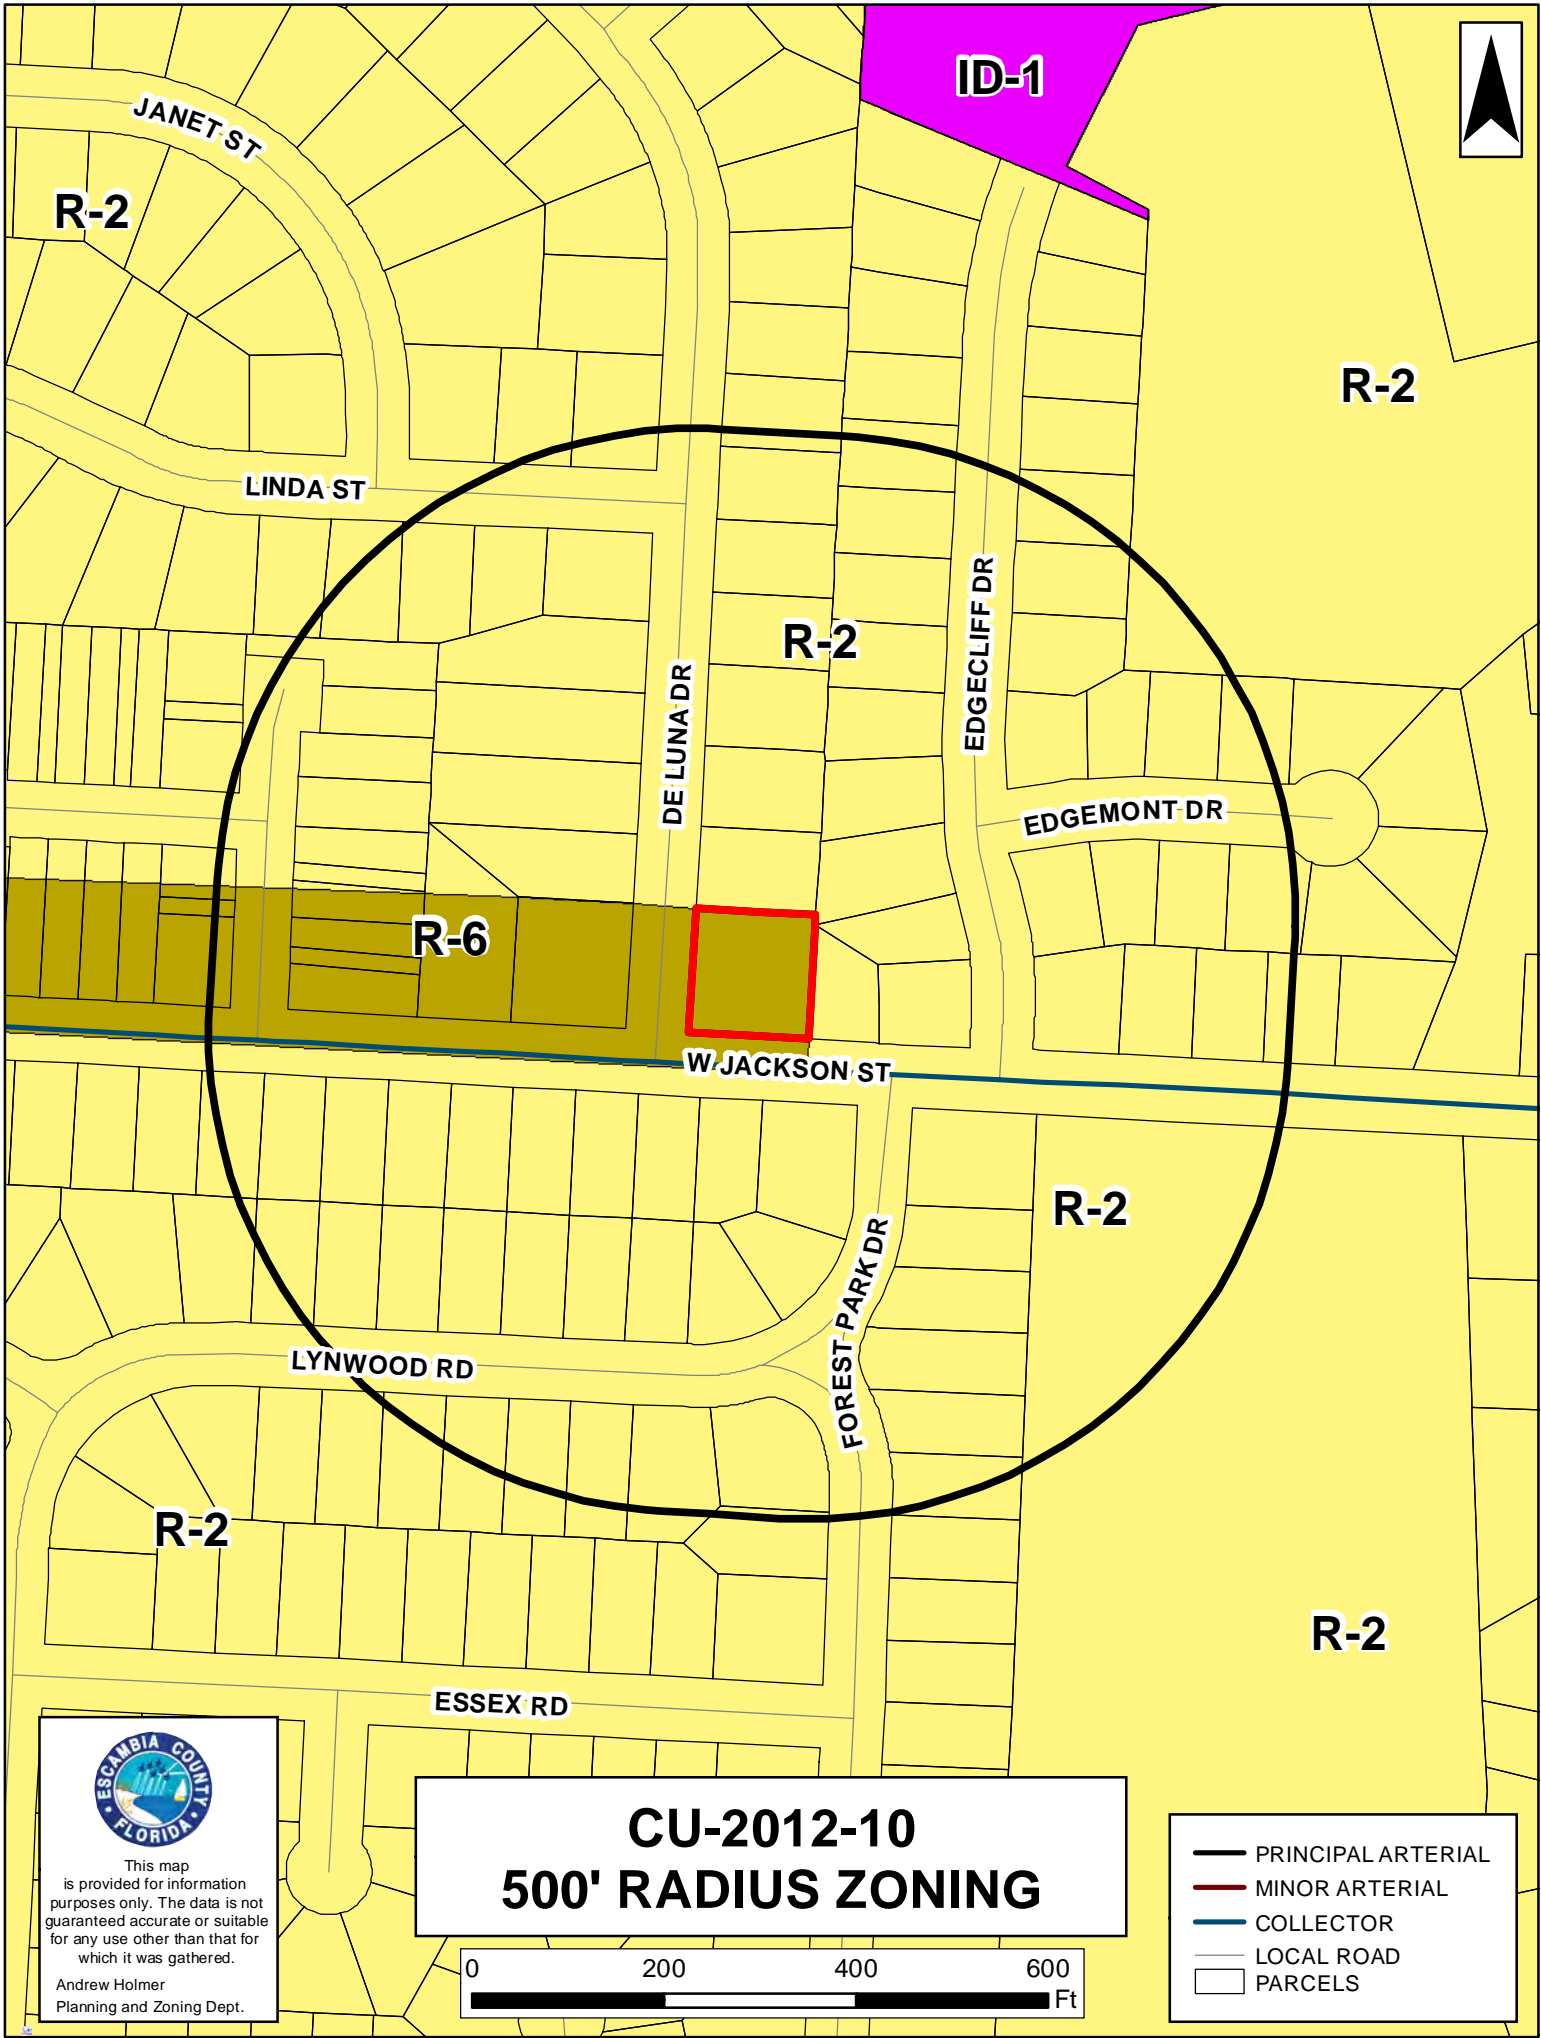 ID-1
JANET ST
R-2
R-2
LINDA ST
EDGECLIFF DR
R-2
DE LUNA DR
EDGEMONT DR
R-6
W JACKSON ST
R-2
FOREST PARK DR
LYNWOOD RD
R-2
R-2
ESSEX RD
ESCAMBIA COUNTY
FLORIDA
This map
is provided for information
purposes only. The data is not
guaranteed accurate or suitable
for any use other than that for
which it was gathered.
Andrew Holmer
Planning and Zoning Dept.
CU-2012-10
500' RADIUS ZONING
0 200 400 600
Ft
PRINCIPAL ARTERIAL
MINOR ARTERIAL
COLLECTOR
LOCAL ROAD
PARCELS